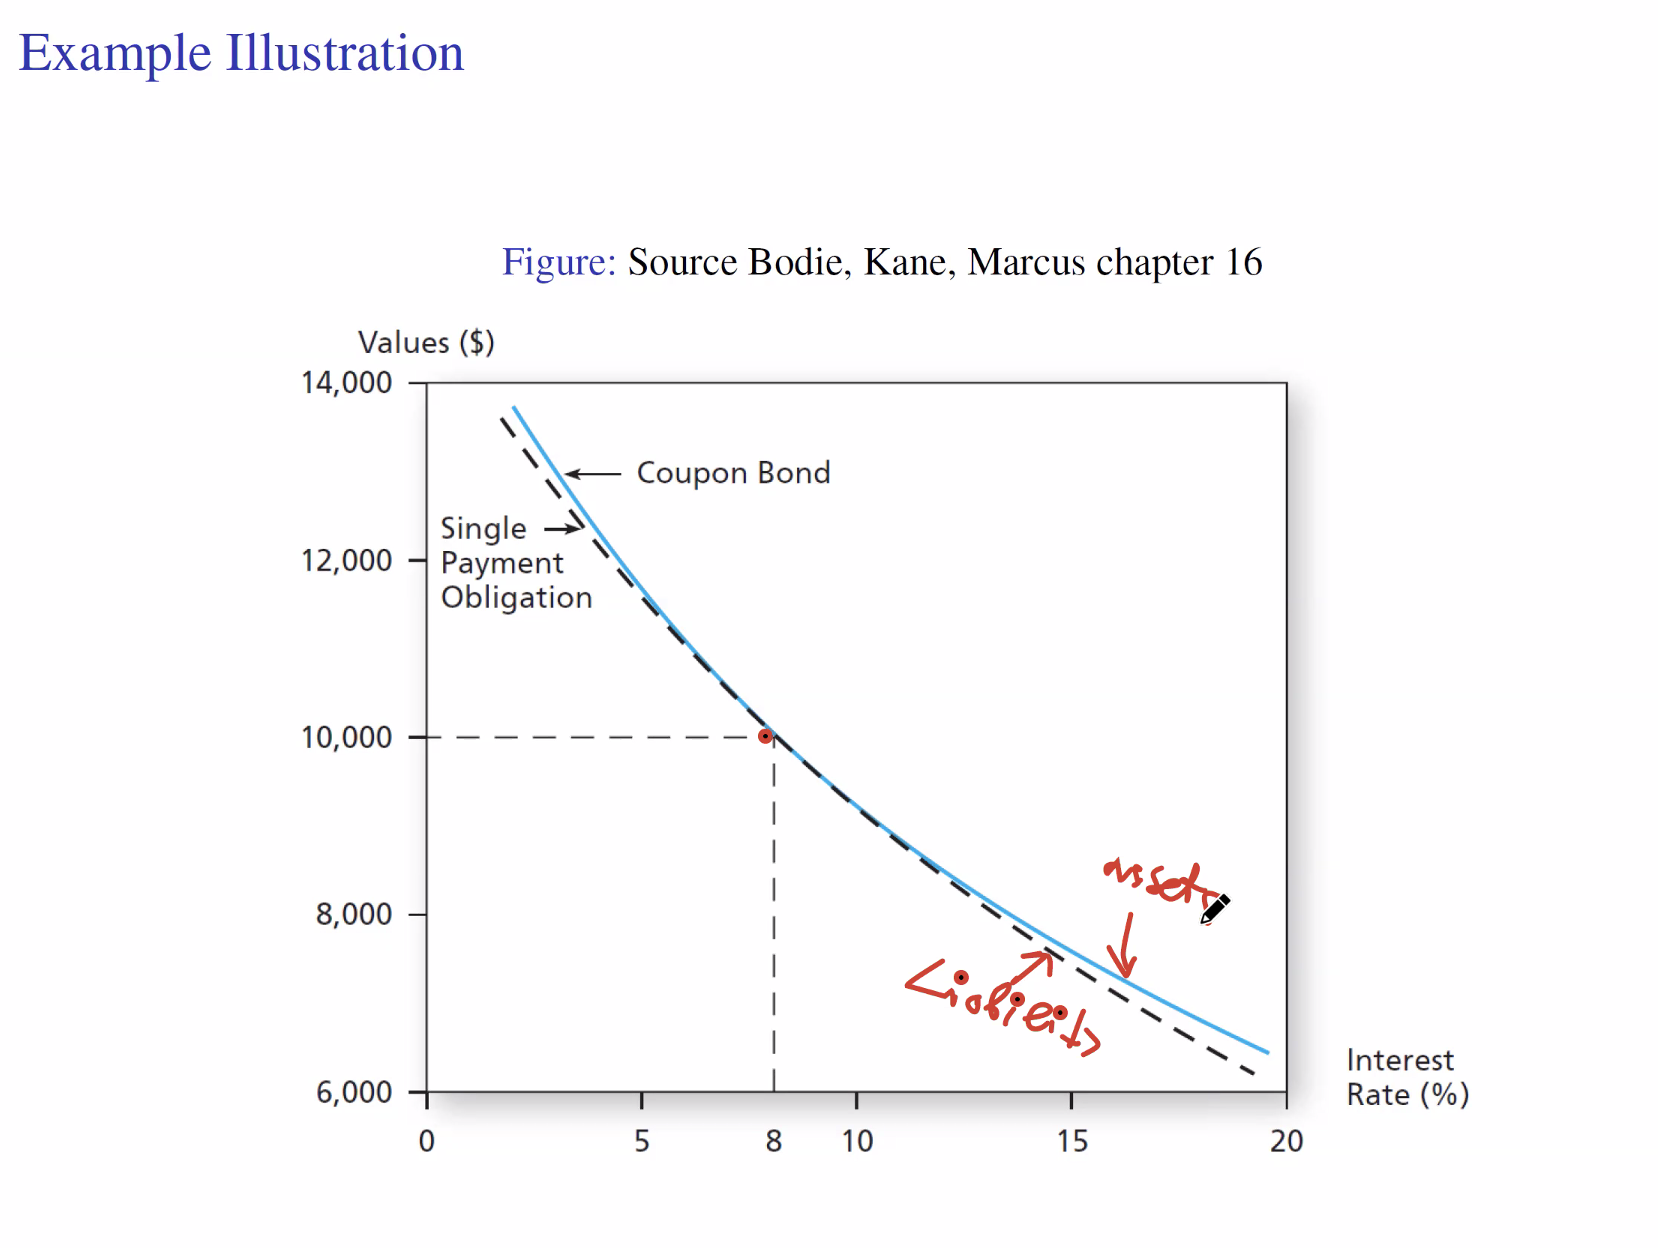 Example Illustration
Figure: Source Bodie, Kane, Marcus chapter 16
Values ($)
14,000
Coupon Bond
Single
Payment
Obligation
12,000
10,000
8,000
assets
6,000
Interest
Rate (%)
0 5 8 10 15 20